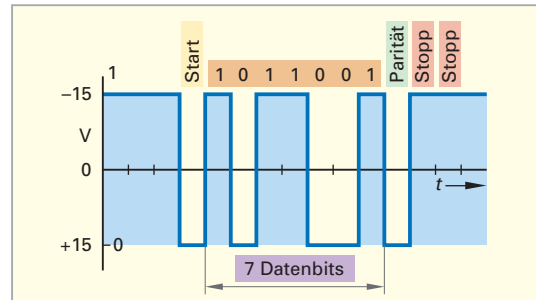 Start 1 0 1 1 0 0 1 Parität Stopp Stopp
1
–15
V
0
t
+15 0
7 Datenbits